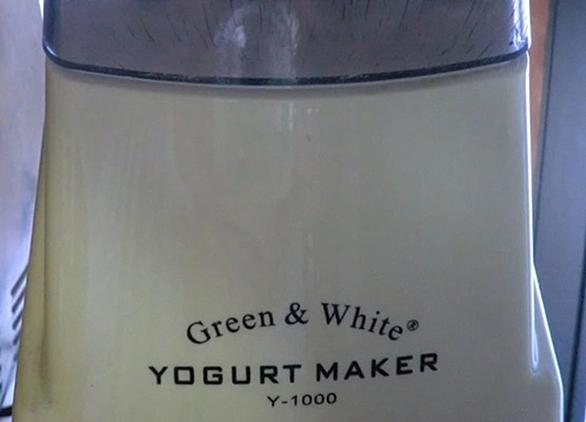 Green & White®
YOGURT MAKER
Y-1000